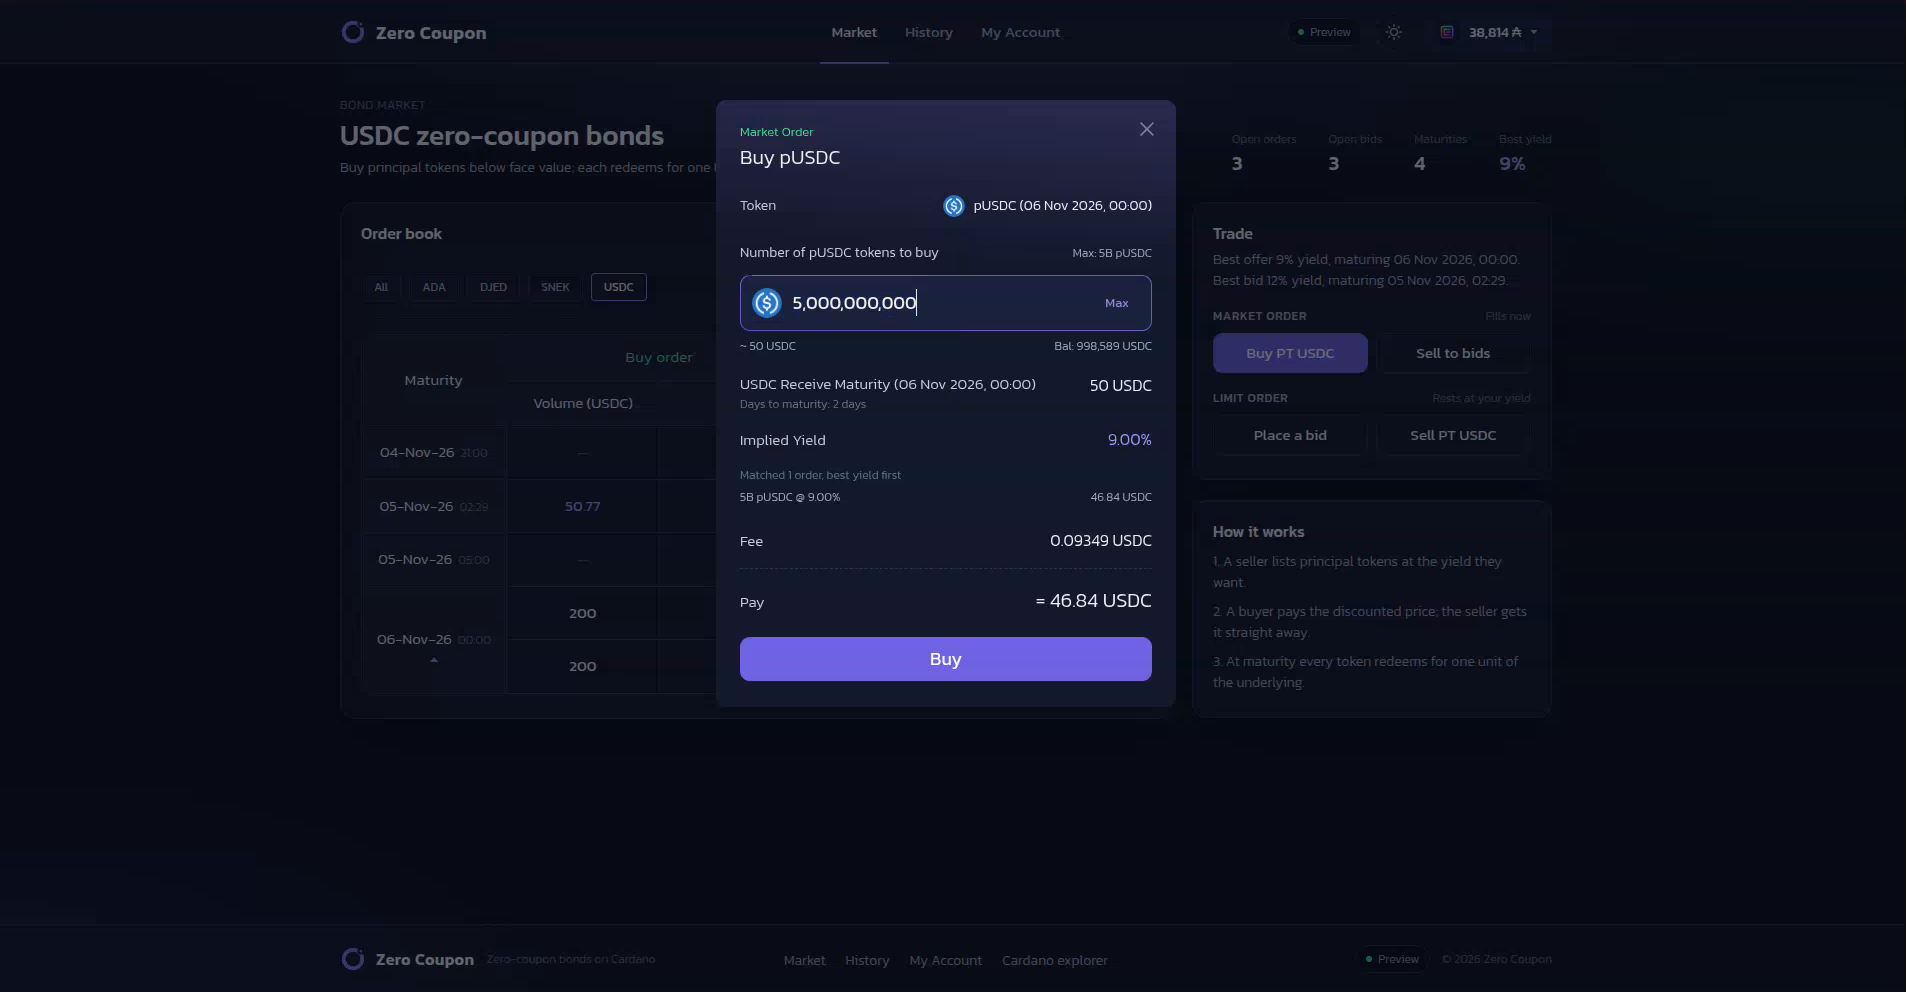 Zero Coupon
Market History My Account
Preview
38,814 ₳
BOND MARKET
USDC zero-coupon bonds
Buy principal tokens below face value; each redeems for one
Open orders Open bids Maturities Best yield
3 3 4 9%
Order book
All ADA DJED SNEK USDC
Maturity
Buy order
Volume (USDC)
04-Nov-26 21:00
—
05-Nov-26 02:29
50.77
05-Nov-26 05:00
—
06-Nov-26 00:00
200
200
Market Order
Buy pUSDC
Token
pUSDC (06 Nov 2026, 00:00)
Number of pUSDC tokens to buy
Max: 5B pUSDC
5,000,000,000
Max
~ 50 USDC
Bal: 998,589 USDC
USDC Receive Maturity (06 Nov 2026, 00:00)
50 USDC
Days to maturity: 2 days
Implied Yield
9.00%
Matched 1 order, best yield first
5B pUSDC @ 9.00%
46.84 USDC
Fee
0.09349 USDC
Pay
= 46.84 USDC
Buy
Trade
Best offer 9% yield, maturing 06 Nov 2026, 00:00.
Best bid 12% yield, maturing 05 Nov 2026, 02:29.
MARKET ORDER
Fills now
Buy PT USDC
Sell to bids
LIMIT ORDER
Rests at your yield
Place a bid
Sell PT USDC
How it works
1. A seller lists principal tokens at the yield they
want.
2. A buyer pays the discounted price; the seller gets
it straight away.
3. At maturity every token redeems for one unit of
the underlying.
Zero Coupon
Zero-coupon bonds on Cardano
Market History My Account Cardano explorer
Preview
© 2026 Zero Coupon